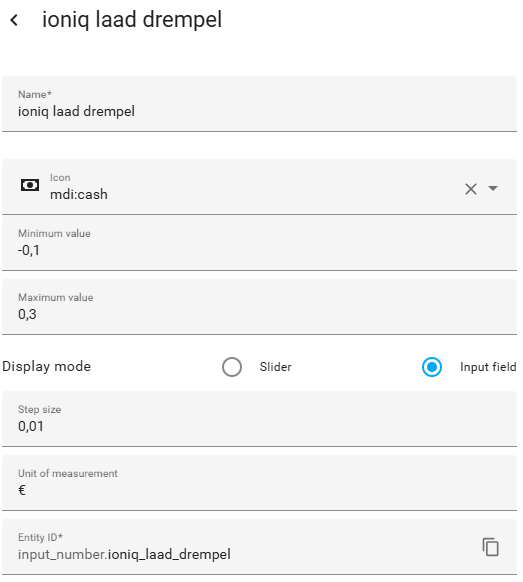 ioniq laad drempel
Name*
ioniq laad drempel
Icon
mdi:cash
Minimum value
-0,1
Maximum value
0,3
Display mode Slider Input field
Step size
0,01
Unit of measurement
€
Entity ID*
input_number.ioniq_laad_drempel